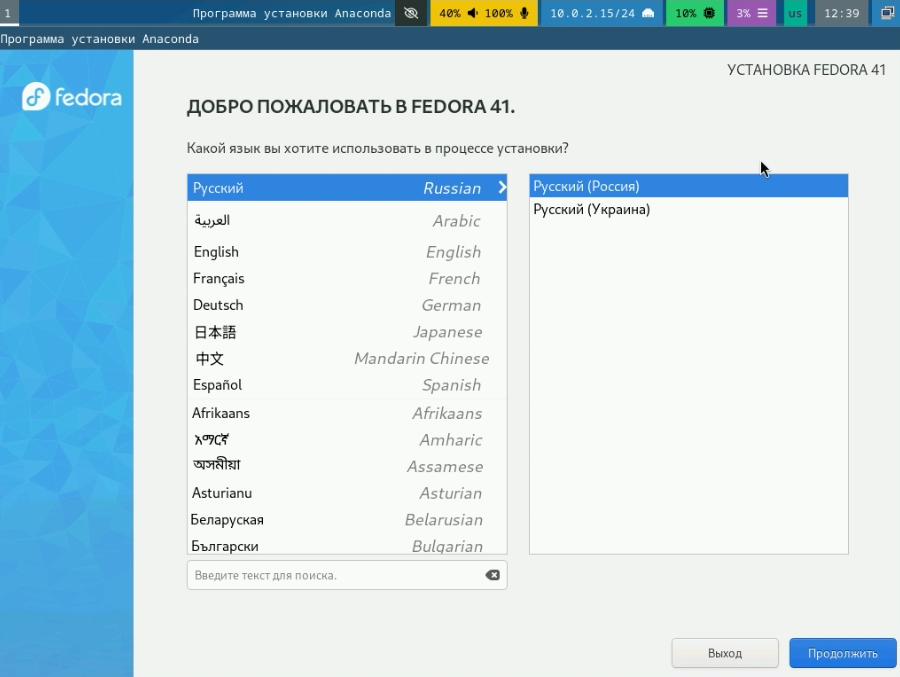 1 Программа установки Anaconda 40% 100% 10.0.2.15/24 10% 3% us 12:39
Программа установки Anaconda
fedora
УСТАНОВКА FEDORA 41
ДОБРО ПОЖАЛОВАТЬ В FEDORA 41.
Какой язык вы хотите использовать в процессе установки?
Русский Russian
العربية Arabic
English English
Français French
Deutsch German
日本語 Japanese
中文 Mandarin Chinese
Español Spanish
Afrikaans Afrikaans
አማርኛ Amharic
অসমীয়া Assamese
Asturianu Asturian
Беларуская Belarusian
Български Bulgarian
Русский (Россия)
Русский (Украина)
Введите текст для поиска.
Выход Продолжить